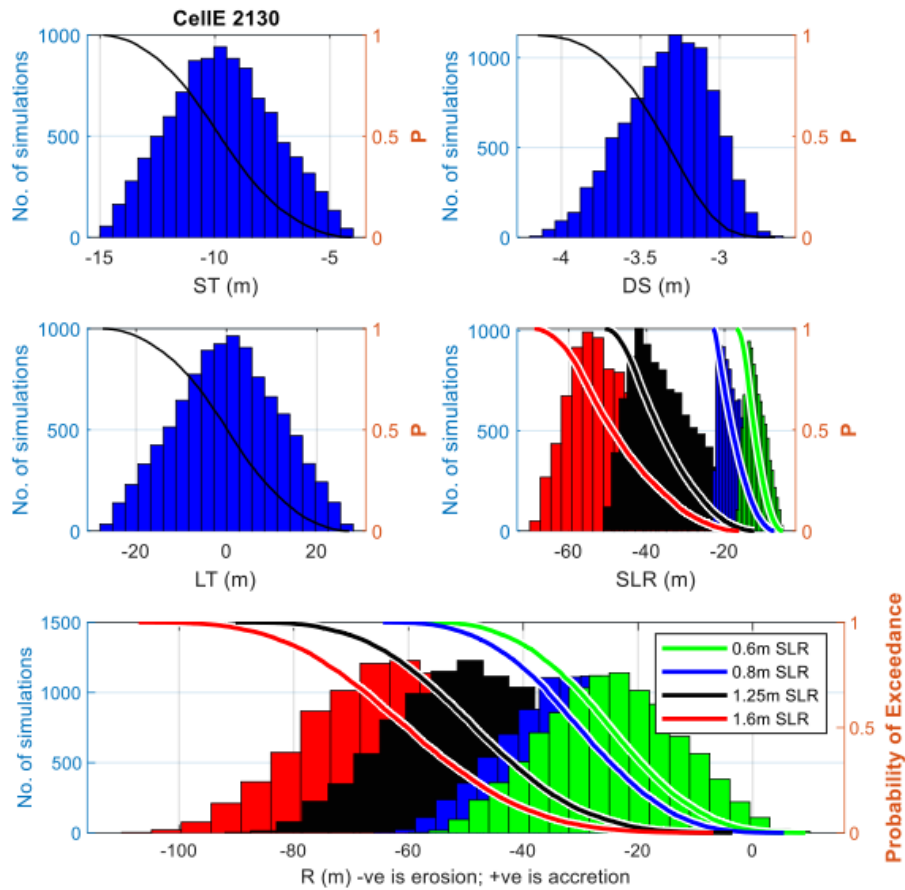 CellE 2130
1000
500
0
No. of simulations
-15
-10
-5
ST (m)
1
0.5
0
P
1000
500
0
No. of simulations
-4
-3.5
-3
DS (m)
1
0.5
0
P
1000
500
0
No. of simulations
-20
0
20
LT (m)
1
0.5
0
P
1000
500
0
No. of simulations
-60
-40
-20
SLR (m)
1
0.5
0
P
1500
1000
500
0
No. of simulations
-100
-80
-60
-40
-20
0
R (m) -ve is erosion; +ve is accretion
0.6m SLR
0.8m SLR
1.25m SLR
1.6m SLR
1
0.5
0
Probability of Exceedance